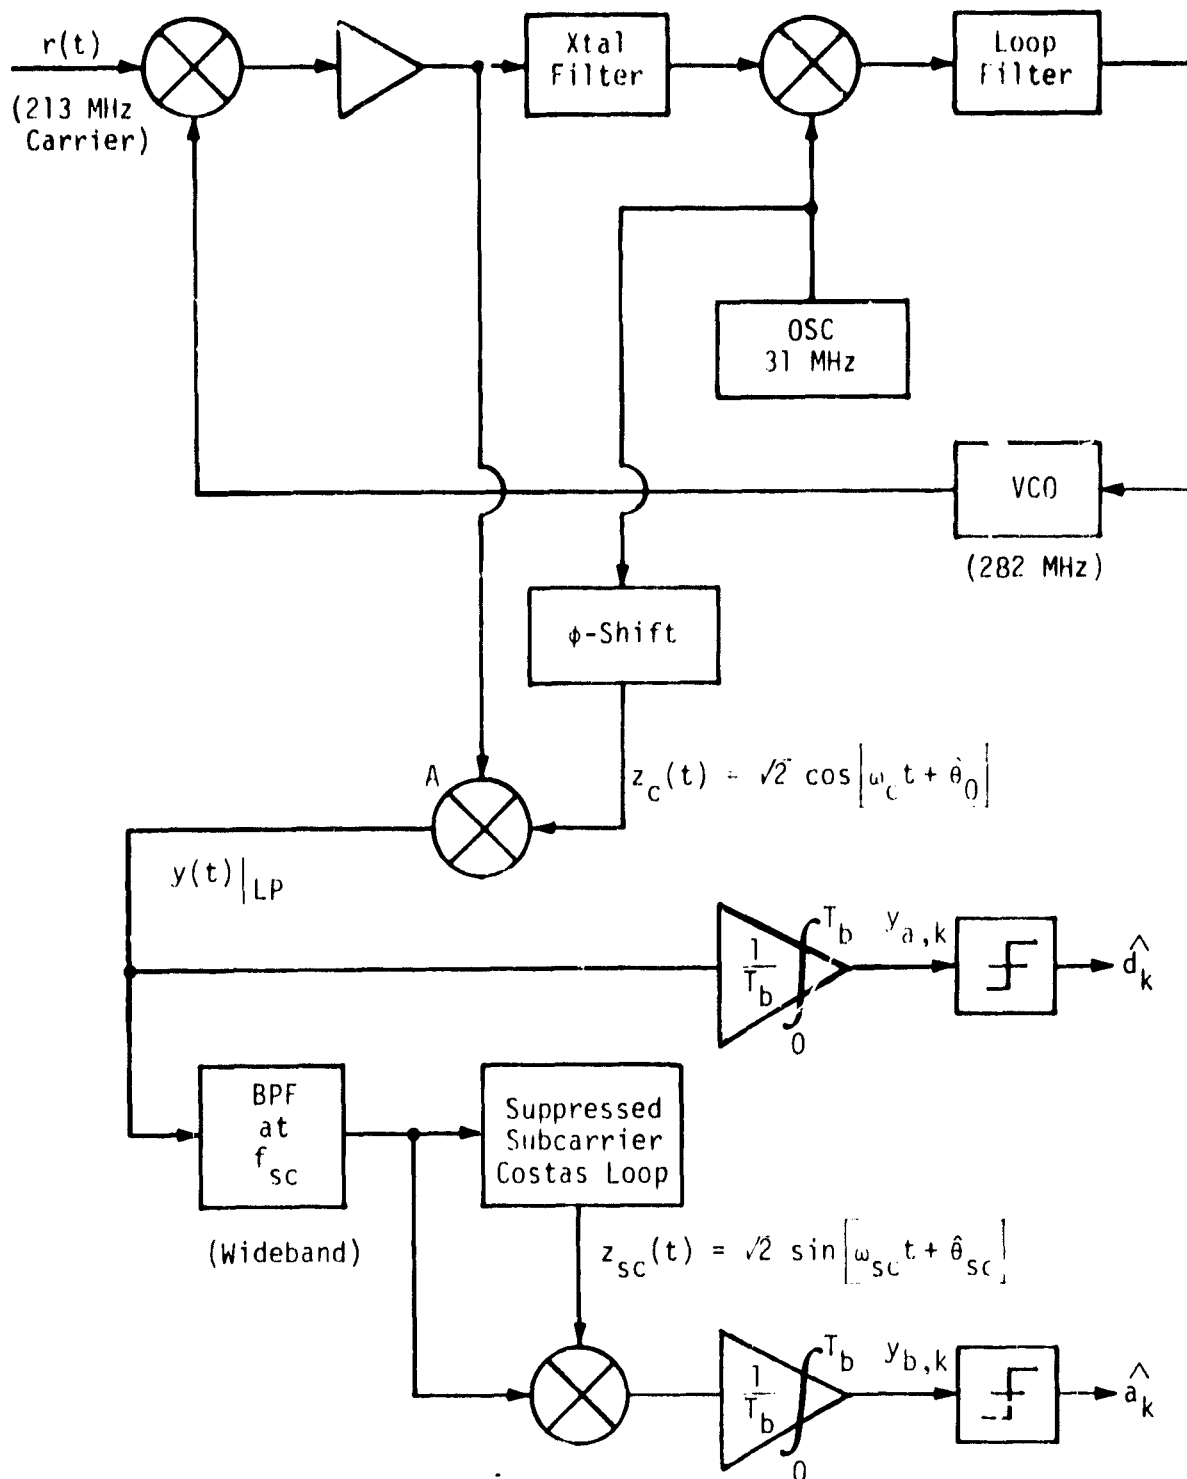 r(t)
(213 MHz
Carrier)
Xtal
Filter
Loop
Filter
OSC
31 MHz
VCO
(282 MHz)
ϕ-Shift
A
z_c(t) = √2 cos[ω_c t + θ̂_0]
y(t)|_LP
1/T_b ∫_0^T_b
y_a,k
d̂_k
BPF
at
f_sc
(Wideband)
Suppressed
Subcarrier
Costas Loop
z_sc(t) = √2 sin[ω_sc t + θ̂_sc]
1/T_b ∫_0^T_b
y_b,k
â_k